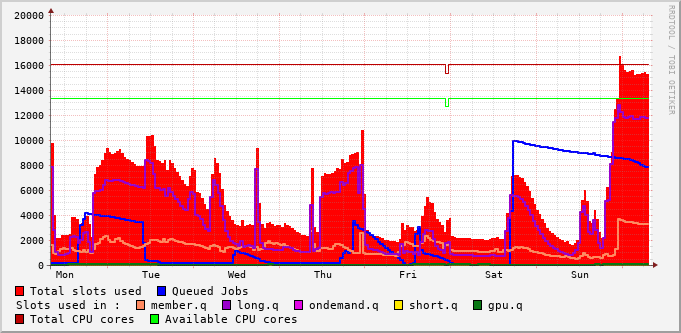 20000
18000
16000
14000
12000
10000
8000
6000
4000
2000
0
Mon Tue Wed Thu Fri Sat Sun
RRDTOOL / TOBI OETIKER
Total slots used Queued Jobs
Slots used in : member.q long.q ondemand.q short.q gpu.q
Total CPU cores Available CPU cores